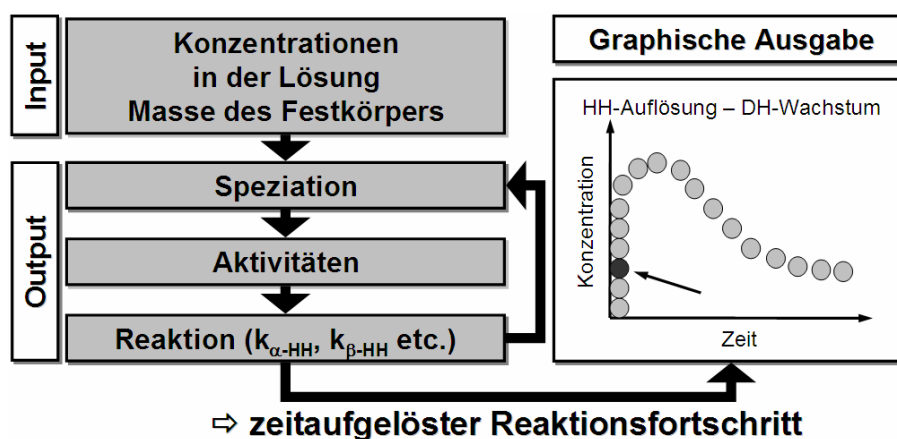 Input
Konzentrationen
in der Lösung
Masse des Festkörpers
Output
Speziation
Aktivitäten
Reaktion (kα-HH, kβ-HH etc.)
⇨ zeitaufgelöster Reaktionsfortschritt
Graphische Ausgabe
HH-Auflösung – DH-Wachstum
Konzentration
Zeit